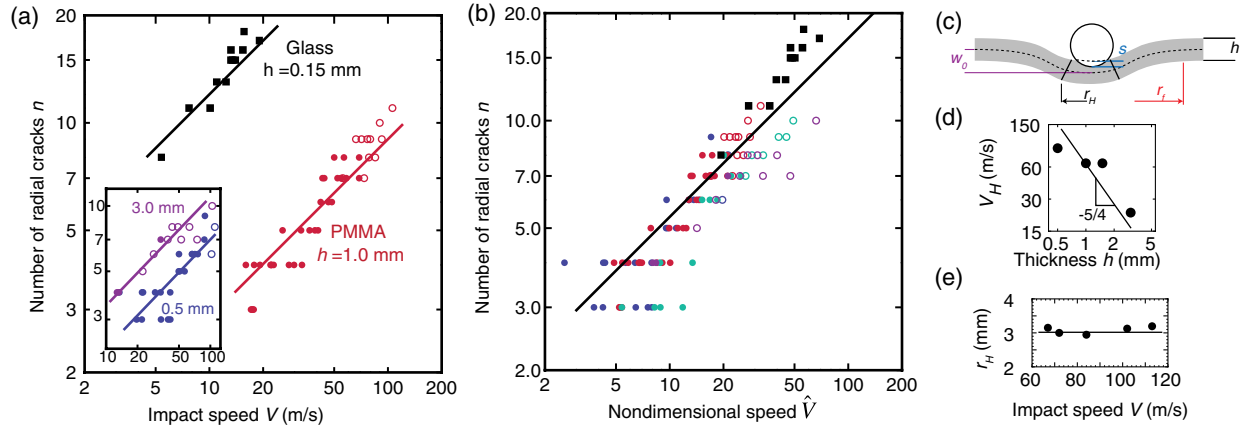 (a)
20
15
10
7
5
3
2
Number of radial cracks n
Glass
h=0.15 mm
PMMA
h=1.0 mm
10
7
5
3
3.0 mm
0.5 mm
10 20 50 100
2 5 10 20 50 100 200
Impact speed V (m/s)
(b)
20.0
15.0
10.0
7.0
5.0
3.0
2.0
Number of radial cracks n
2 5 10 20 50 100 200
Nondimensional speed V̂
(c)
w₀
s
h
r_H
r_f
(d)
150
60
30
15
V_H (m/s)
-5/4
0.5 1 2 5
Thickness h (mm)
(e)
4
3
2
r_H (mm)
60 80 100 120
Impact speed V (m/s)